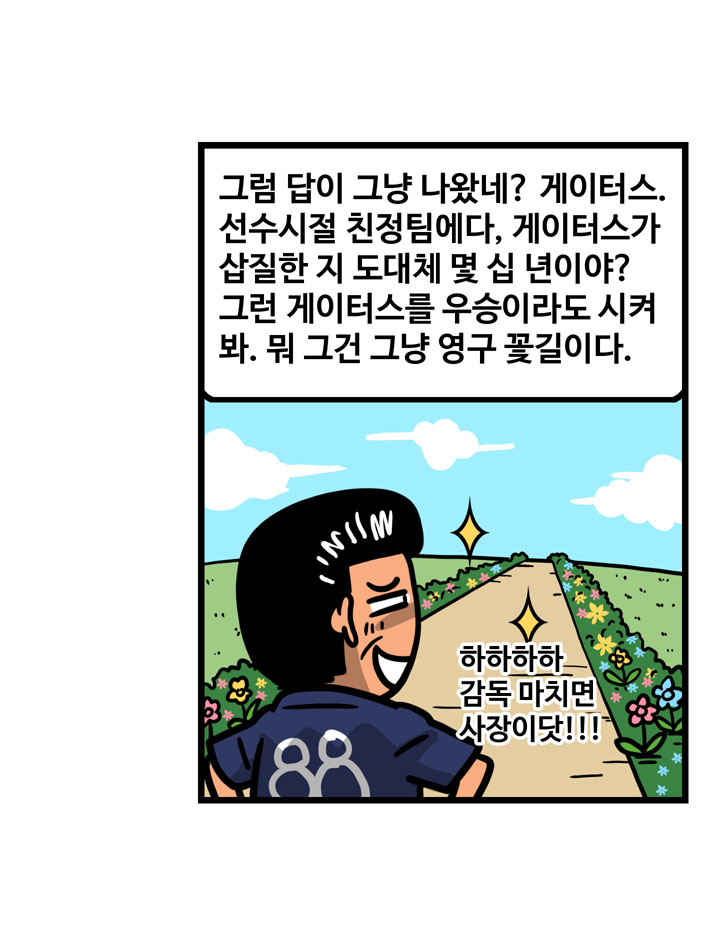 그럼 답이 그냥 나왔네? 게이터스.
선수시절 친정팀에다, 게이터스가
삽질한 지 도대체 몇 십 년이야?
그런 게이터스를 우승이라도 시켜
봐. 뭐 그건 그냥 영구 꽃길이다.
하하하하
감독 마치면
사장이닷!!!
88